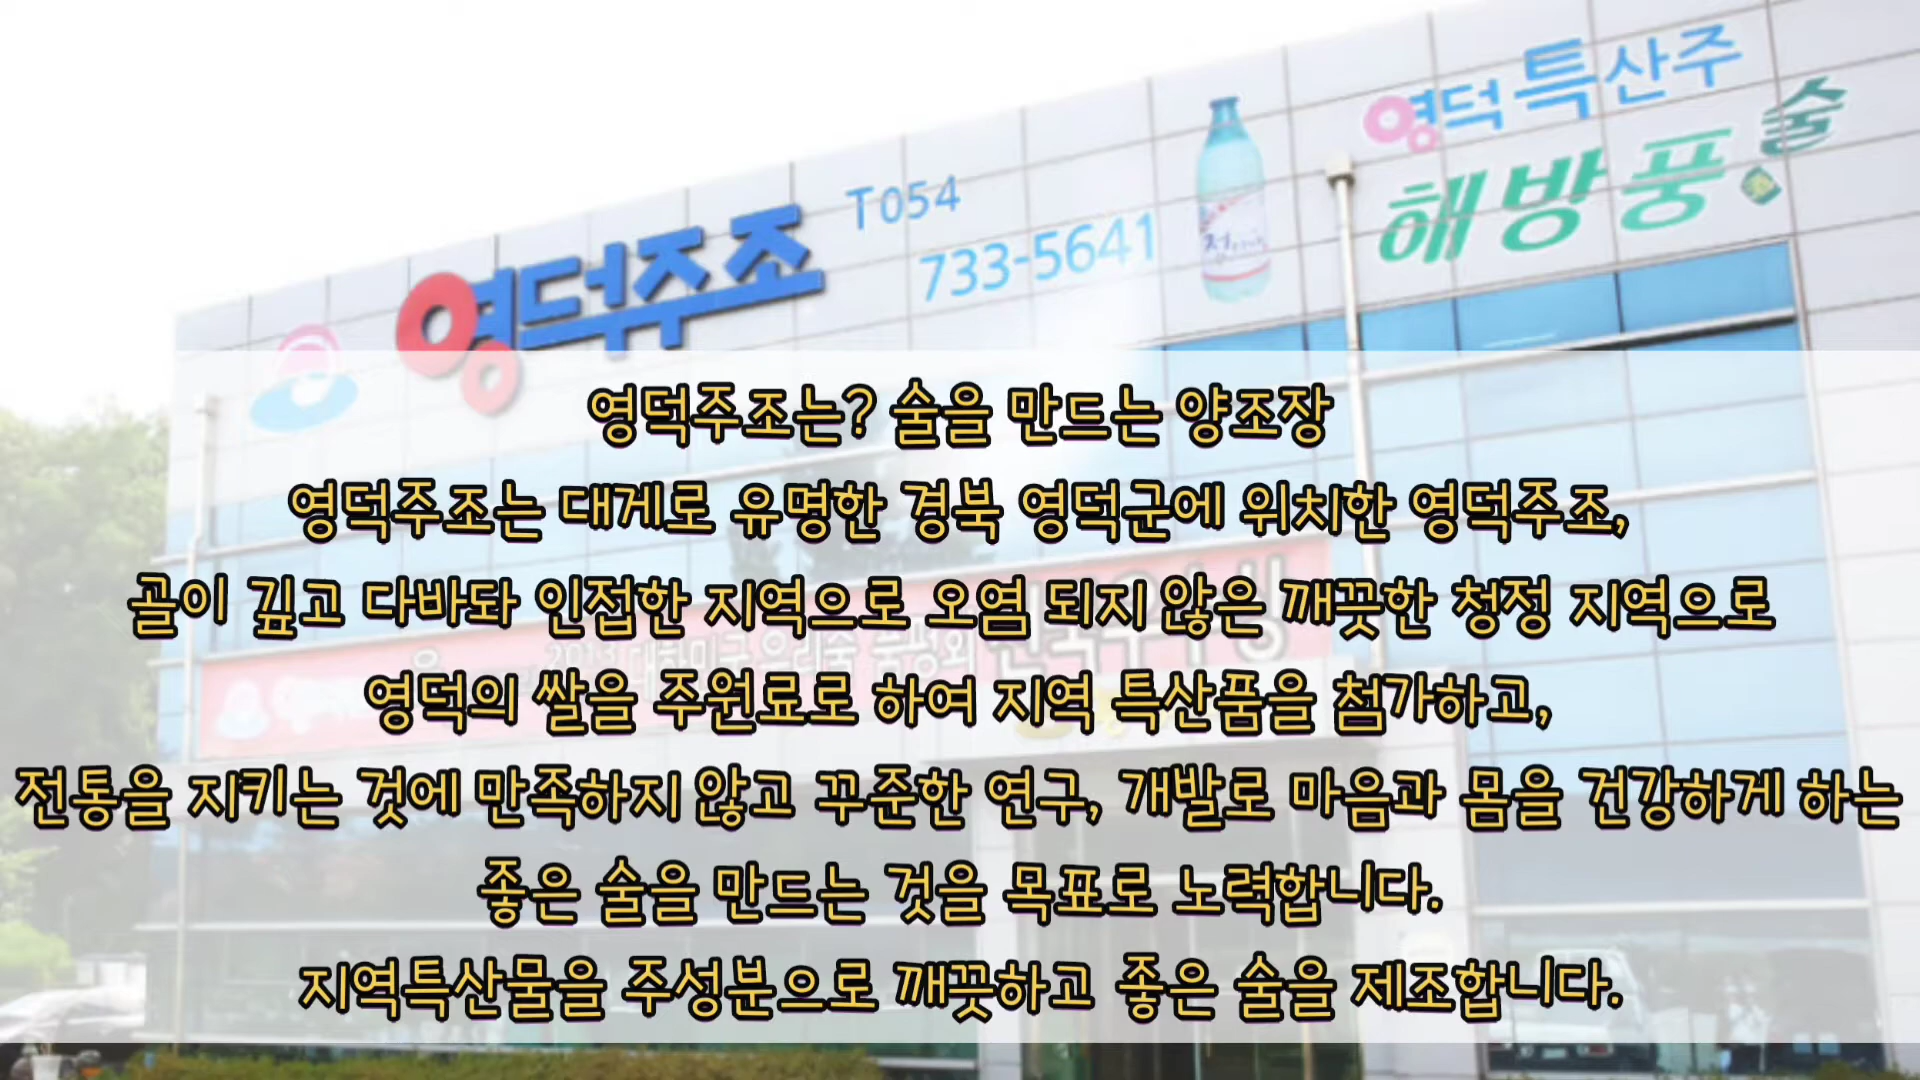 영덕특산주
해방풍술
영덕주조
T054
733-5641
영덕주조는? 술을 만드는 양조장
영덕주조는 대게로 유명한 경북 영덕군에 위치한 영덕주조,
골이 깊고 다바돠 인접한 지역으로 오염 되지 않은 깨끗한 청정 지역으로
영덕의 쌀을 주원료로 하여 지역 특산품을 첨가하고,
전통을 지키는 것에 만족하지 않고 꾸준한 연구, 개발로 마음과 몸을 건강하게 하는
좋은 술을 만드는 것을 목표로 노력합니다.
지역특산물을 주성분으로 깨끗하고 좋은 술을 제조합니다.